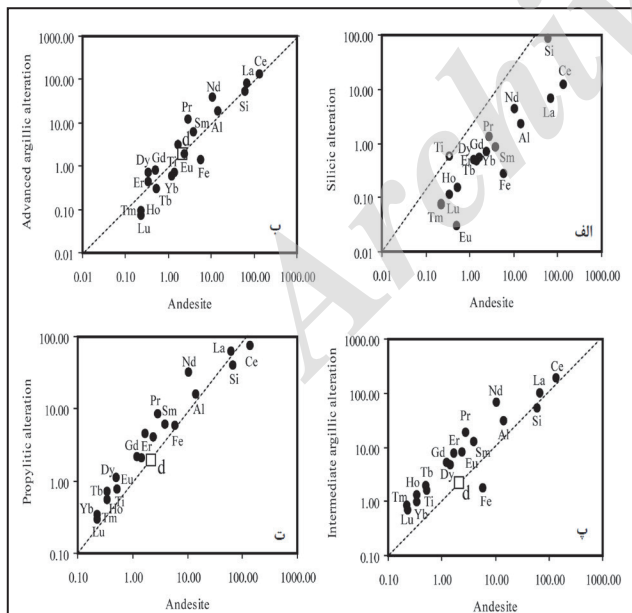 Advanced argillic alteration
1000.00
100.00
10.00
1.00
0.10
0.01
Ce
La
Si
Nd
Al
Pr
Sm
d
Dy
Gd
Ti
Eu
Fe
Er
Yb
Tb
Tm
Ho
Lu
ب
0.01 0.10 1.00 10.00 100.00 1000.00
Andesite
Silicic alteration
100.00
10.00
1.00
0.10
0.01
Si
Ce
La
Nd
Al
Pr
Ti
Dy
Gd
Er
Yb
Sm
Tb
Ho
Fe
Tm
Lu
Eu
الف
0.01 0.10 1.00 10.00 100.00 1000.00
Andesite
Propylitic alteration
100.00
10.00
1.00
0.10
La
Ce
Nd
Si
Pr
Sm
Al
Er
Fe
Gd
d
Dy
Eu
Tb
Ti
Yb
Ho
Tm
Lu
ت
0.10 1.00 10.00 100.00 1000.00
Andesite
Intermediate argillic alteration
1000.00
100.00
10.00
1.00
0.10
Ce
La
Nd
Si
Pr
Al
Er
Sm
Gd
Tb
Dy
Eu
Ho
d
Tm
Ti
Fe
Lu
Yb
پ
0.10 1.00 10.00 100.00 1000.00
Andesite
Archiv